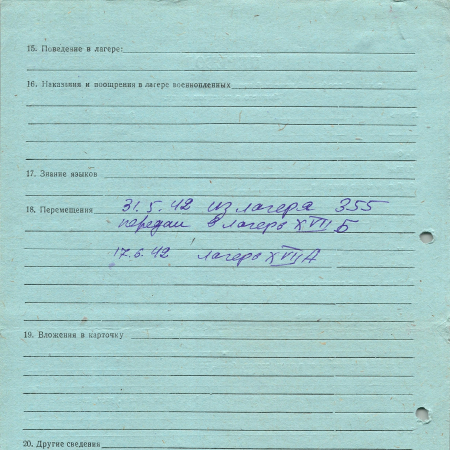 15. Поведение в лагере:
16. Наказания и поощрения в лагере военнопленных
17. Знание языков
18. Перемещения 31.5.42 из лагера 355
передан в лагерь XVII Б
17.6.42 лагерь XVII А
19. Вложения в карточку
20. Другие сведения